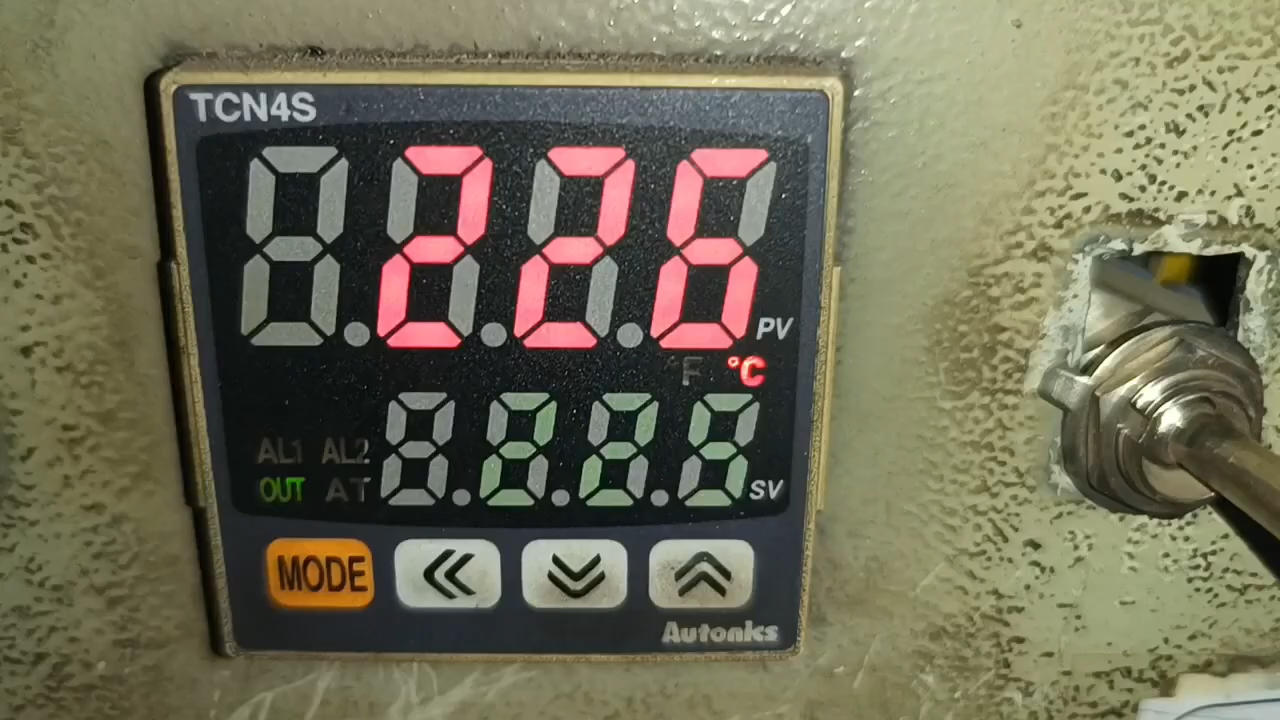 TCN4S
226
PV
°F °C
AL1 AL2
OUT AT
SV
MODE
Autonics